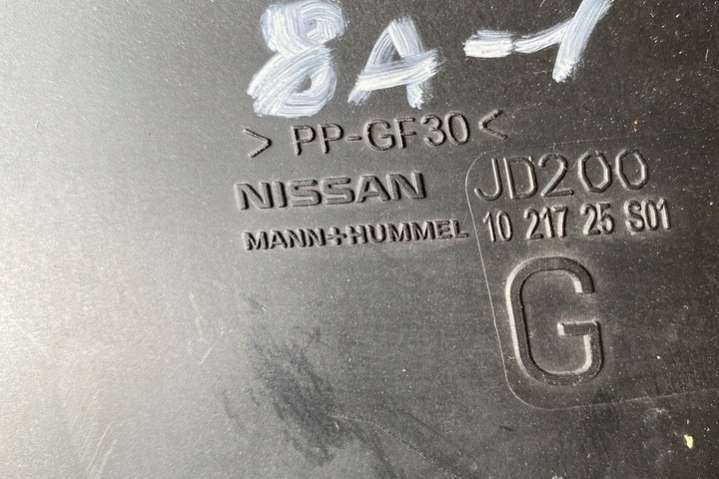 8A-1
> PP-GF30 <
NISSAN JD200
MANN+HUMMEL 10 217 25 S01
G